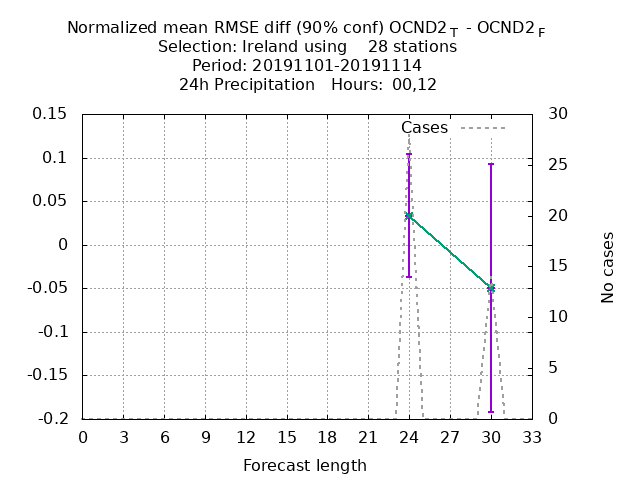 Normalized mean RMSE diff (90% conf) OCND2 T - OCND2 F
Selection: Ireland using 28 stations
Period: 20191101-20191114
24h Precipitation Hours: 00,12
0.15
0.1
0.05
0
-0.05
-0.1
-0.15
-0.2
Cases
30
25
20
15
10
5
0
No cases
0 3 6 9 12 15 18 21 24 27 30 33
Forecast length